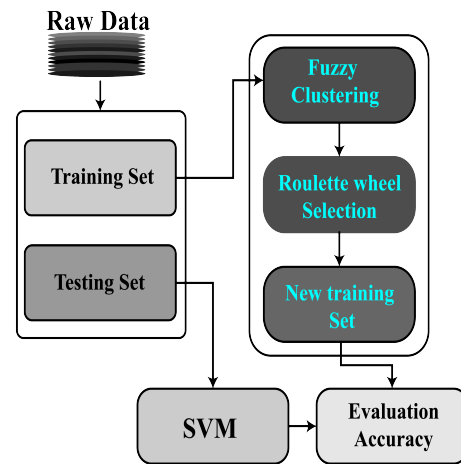 Raw Data
Training Set
Testing Set
Fuzzy
Clustering
Roulette wheel
Selection
New training
Set
SVM
Evaluation
Accuracy